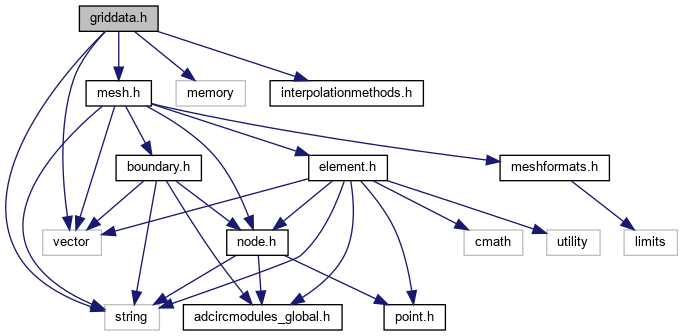 griddata.h
mesh.h
memory
interpolationmethods.h
boundary.h
element.h
meshformats.h
vector
node.h
cmath
utility
limits
string
adcircmodules_global.h
point.h